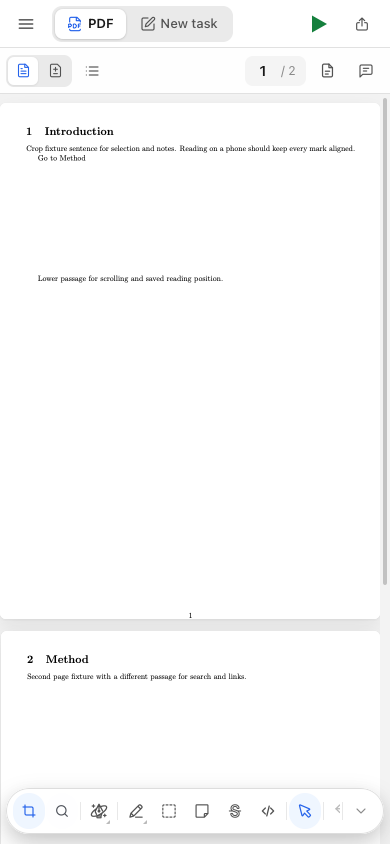 PDF PDF New task
1 / 2
1 Introduction
Crop fixture sentence for selection and notes. Reading on a phone should keep every mark aligned.
Go to Method
Lower passage for scrolling and saved reading position.
1
2 Method
Second page fixture with a different passage for search and links.